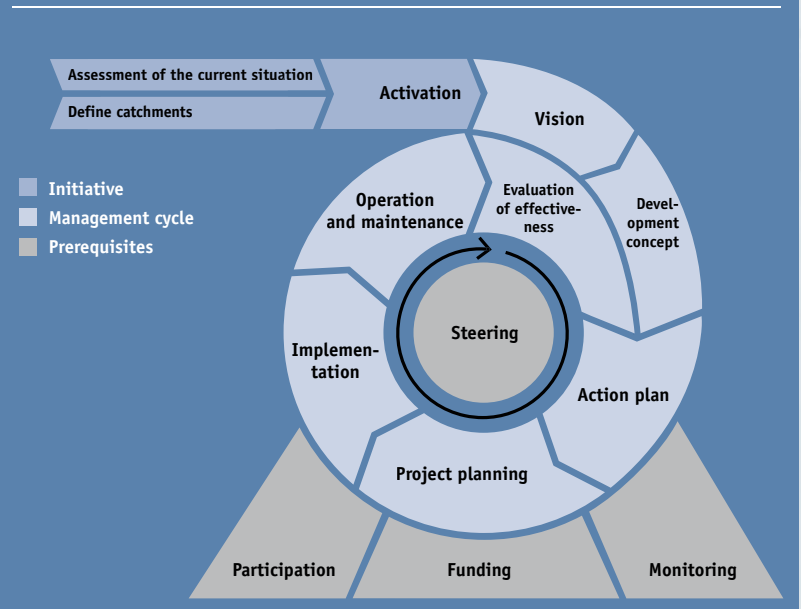 Assessment of the current situation
Define catchments
Activation
Vision
Devel-
opment
concept
Initiative
Management cycle
Prerequisites
Operation
and maintenance
Evaluation
of effective-
ness
Steering
Implemen-
tation
Action plan
Project planning
Participation
Funding
Monitoring